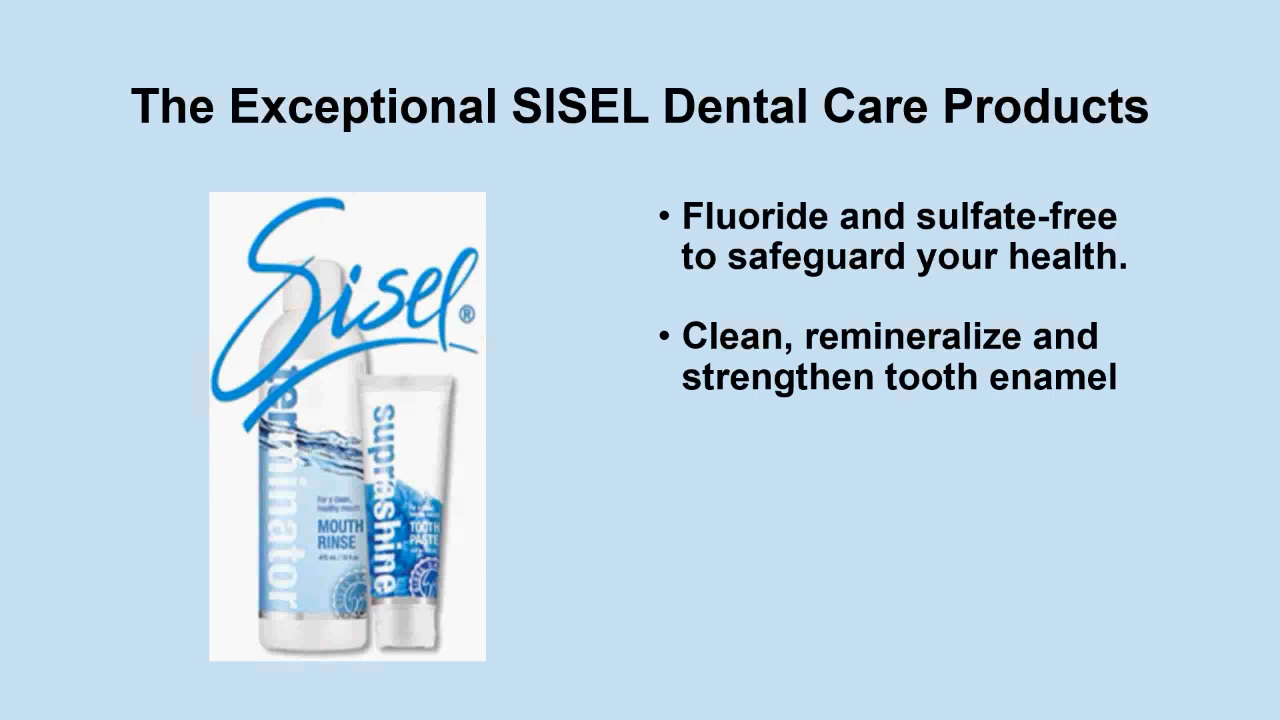 The Exceptional SISEL Dental Care Products
Sisel®
terminator
suprashine
For a clean,
healthy mouth
MOUTH
RINSE
TOOTH
PASTE
• Fluoride and sulfate-free
to safeguard your health.
• Clean, remineralize and
strengthen tooth enamel